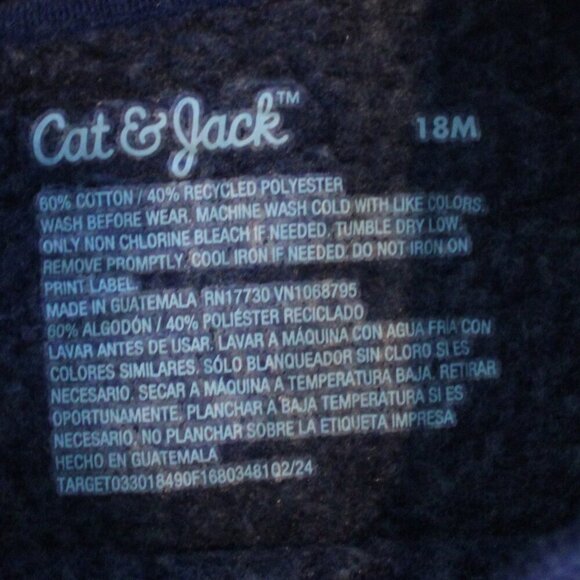 Cat & Jack™
18M
60% COTTON / 40% RECYCLED POLYESTER
WASH BEFORE WEAR. MACHINE WASH COLD WITH LIKE COLORS.
ONLY NON CHLORINE BLEACH IF NEEDED. TUMBLE DRY LOW.
REMOVE PROMPTLY. COOL IRON IF NEEDED. DO NOT IRON ON
PRINT LABEL.
MADE IN GUATEMALA RN17730 VN1068795
60% ALGODÓN / 40% POLIÉSTER RECICLADO
LAVAR ANTES DE USAR. LAVAR A MÁQUINA CON AGUA FRÍA CON
COLORES SIMILARES. SÓLO BLANQUEADOR SIN CLORO SI ES
NECESARIO. SECAR A MÁQUINA A TEMPERATURA BAJA. RETIRAR
OPORTUNAMENTE. PLANCHAR A BAJA TEMPERATURA SI ES
NECESARIO. NO PLANCHAR SOBRE LA ETIQUETA IMPRESA
HECHO EN GUATEMALA
TARGET033018490F1680348102/24